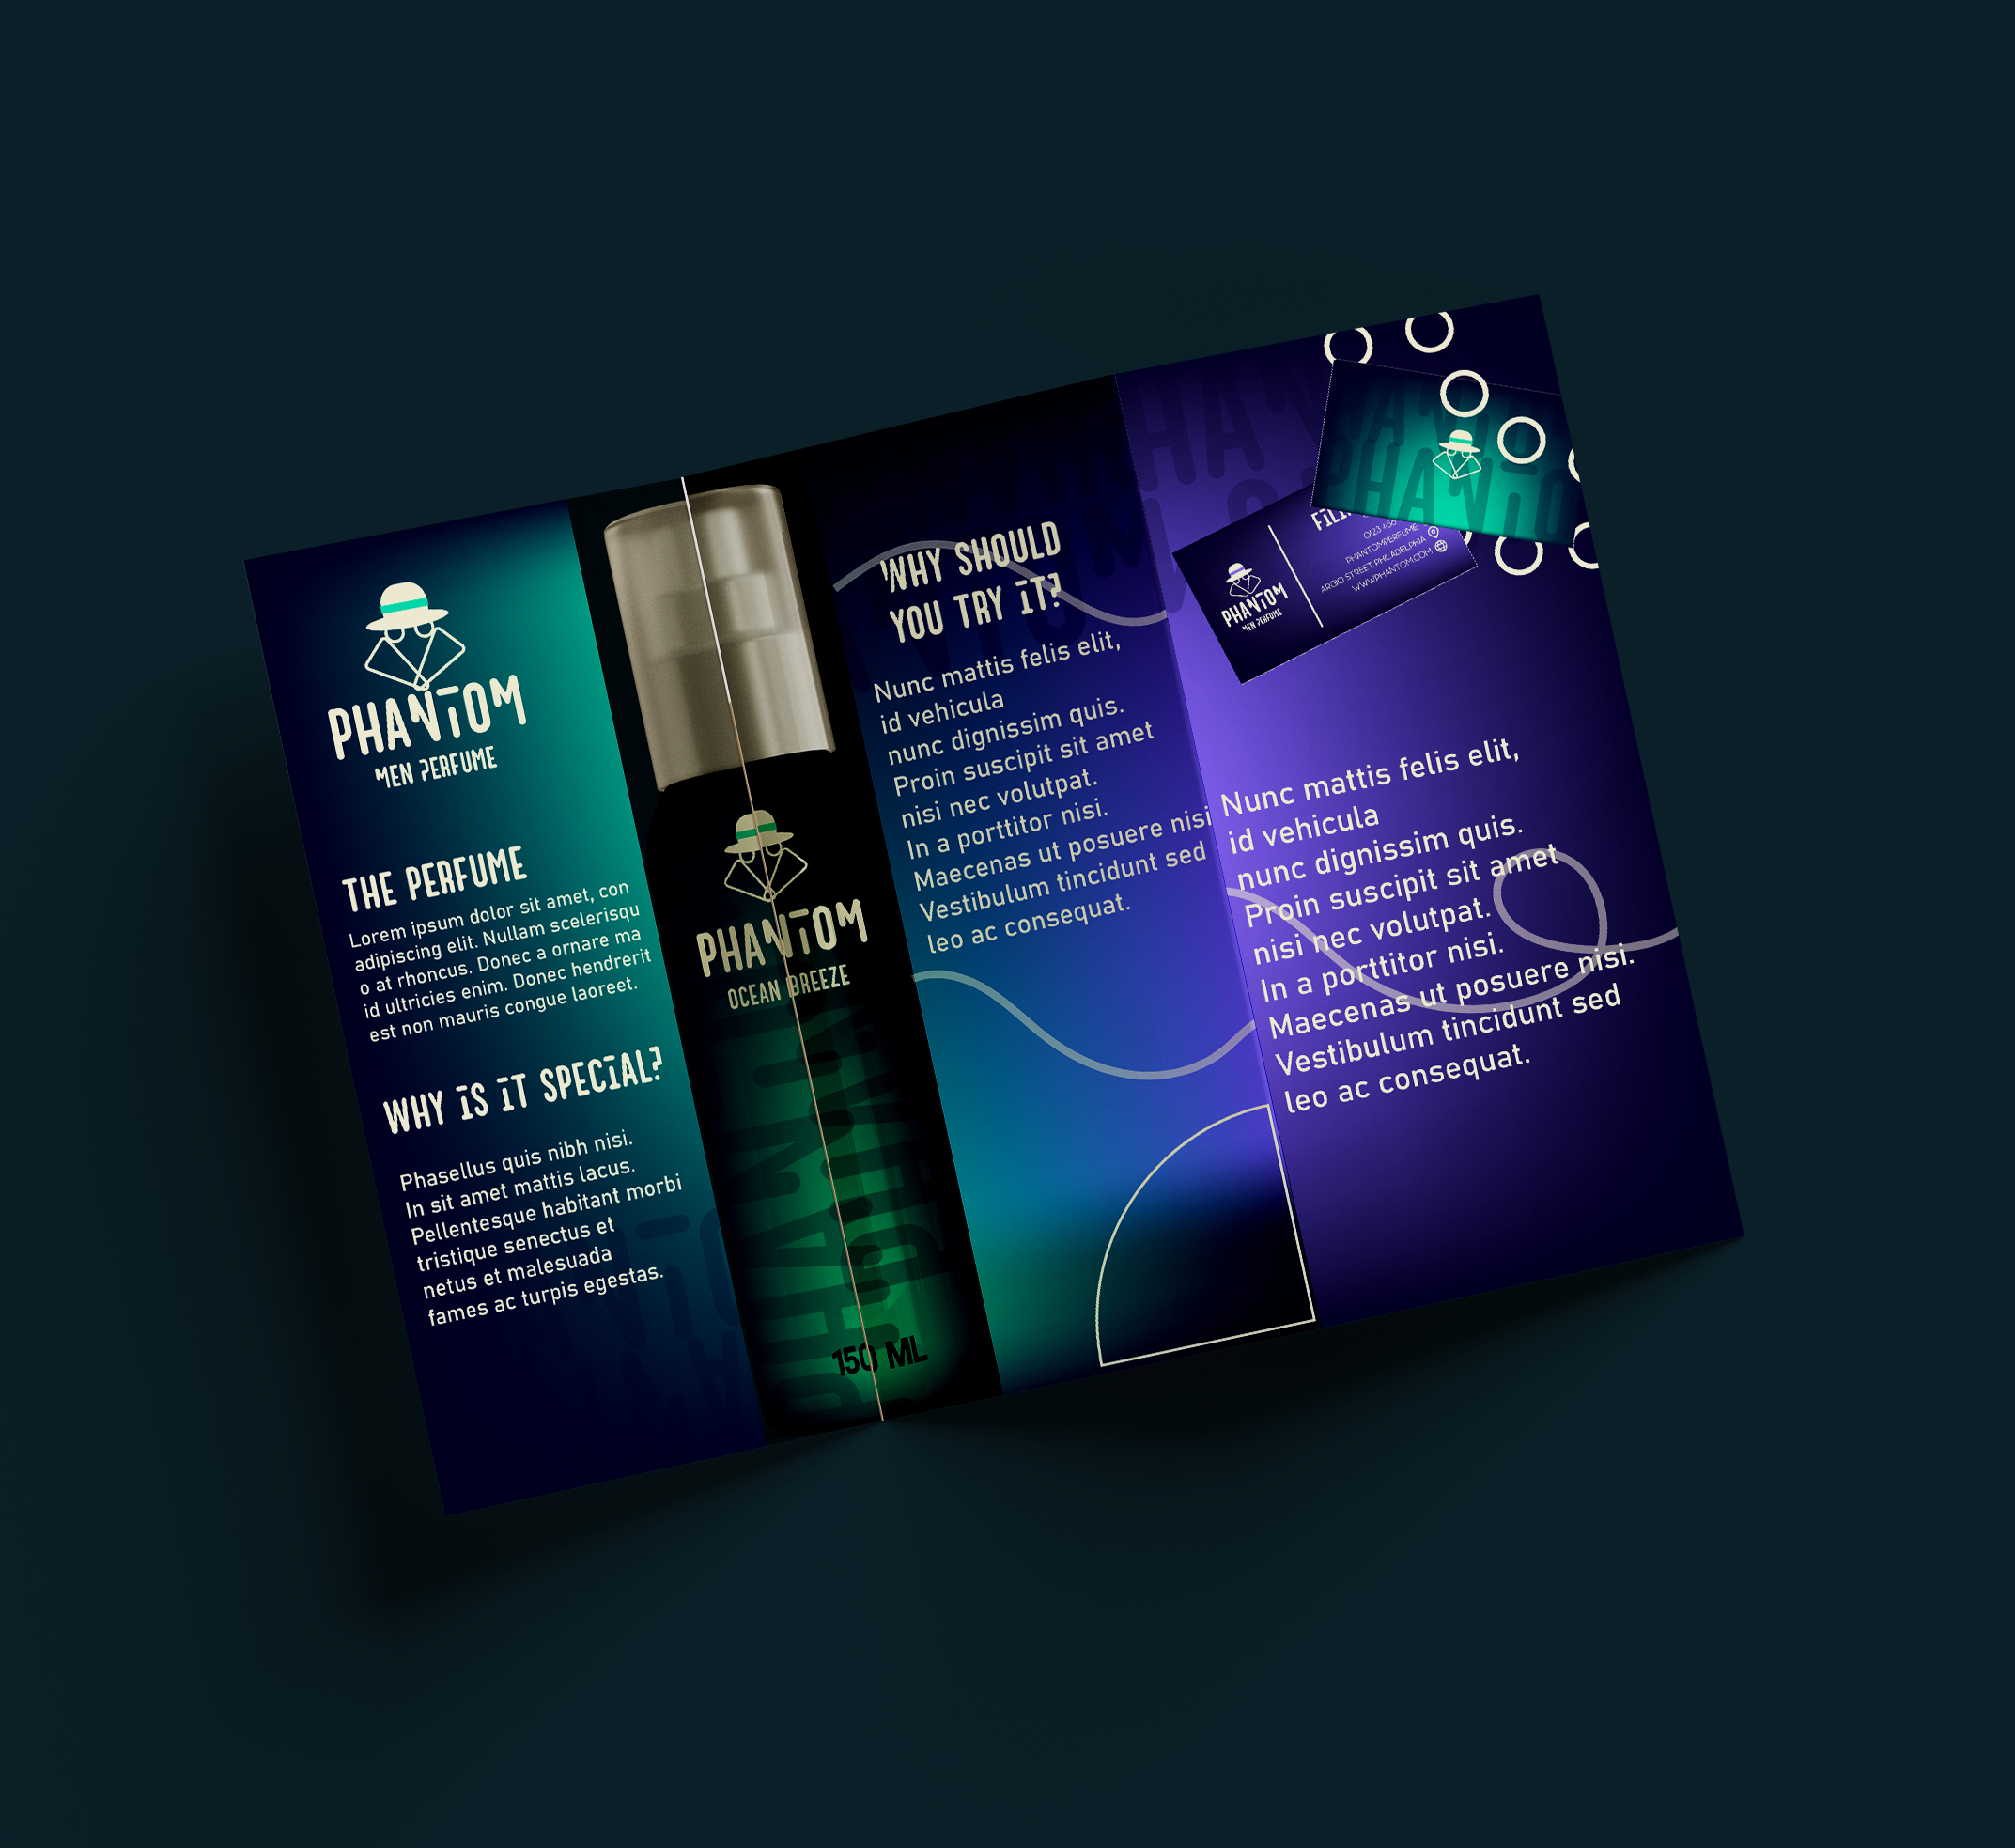 PHANTOM
MEN PERFUME
THE PERFUME
Lorem ipsum dolor sit amet, con
adipiscing elit. Nullam scelerisqu
o at rhoncus. Donec a ornare ma
id ultricies enim. Donec hendrerit
est non mauris congue laoreet.
WHY IS IT SPECIAL?
Phasellus quis nibh nisi.
In sit amet mattis lacus.
Pellentesque habitant morbi
tristique senectus et
netus et malesuada
fames ac turpis egestas.
PHANTOM
OCEAN BREEZE
150 ML
WHY SHOULD
YOU TRY IT?
Nunc mattis felis elit,
id vehicula
nunc dignissim quis.
Proin suscipit sit amet
nisi nec volutpat.
In a porttitor nisi.
Maecenas ut posuere nisi
Vestibulum tincidunt sed
leo ac consequat.
PHANTOM
MEN PERFUME
0123 456
PHANTOMPERFUME
ARGIO STREET, PHILADELPHIA
WWW.PHANTOM.COM
Nunc mattis felis elit,
id vehicula
nunc dignissim quis.
Proin suscipit sit amet
nisi nec volutpat.
In a porttitor nisi.
Maecenas ut posuere nisi.
Vestibulum tincidunt sed
leo ac consequat.